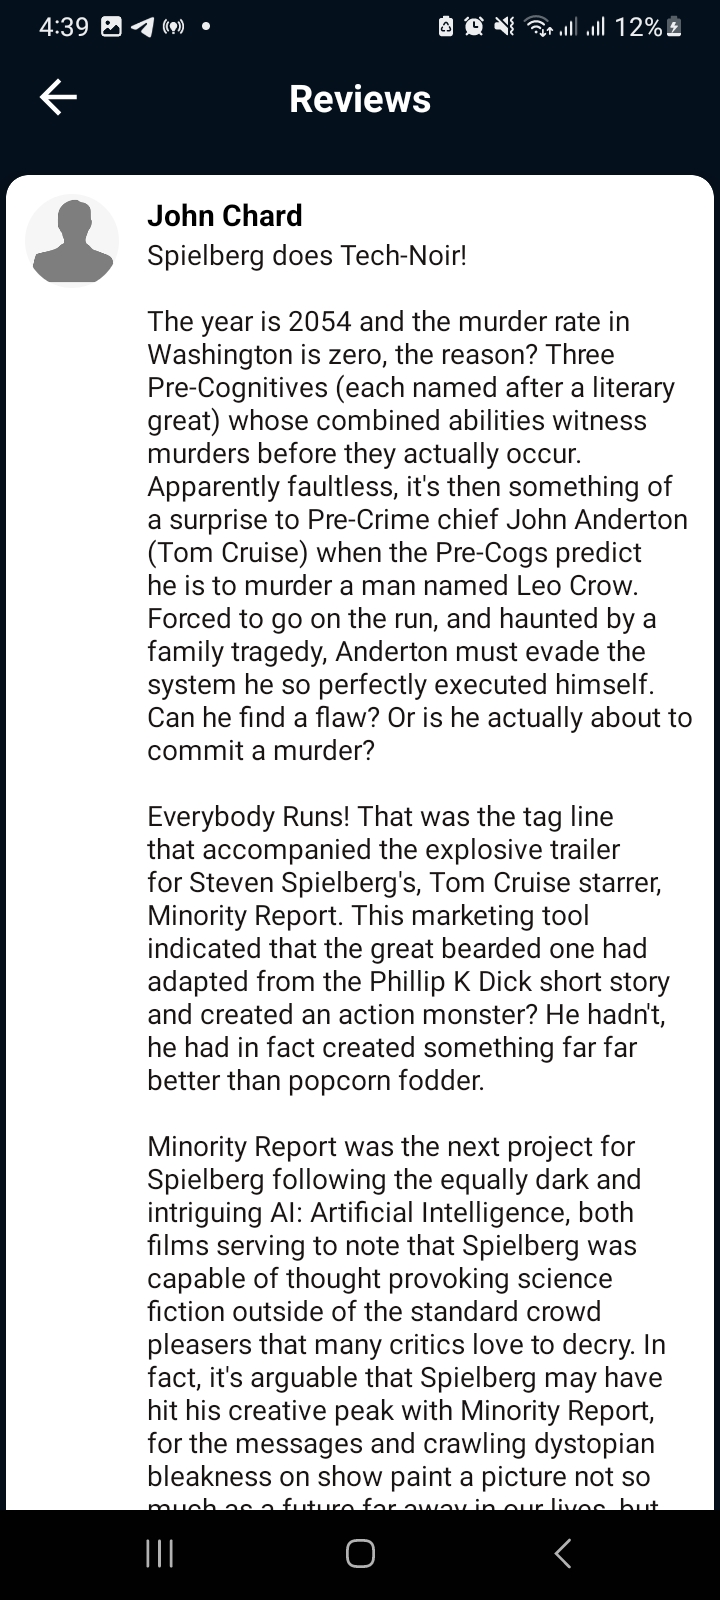 4:39
12%
Reviews
John Chard
Spielberg does Tech-Noir!
The year is 2054 and the murder rate in
Washington is zero, the reason? Three
Pre-Cognitives (each named after a literary
great) whose combined abilities witness
murders before they actually occur.
Apparently faultless, it's then something of
a surprise to Pre-Crime chief John Anderton
(Tom Cruise) when the Pre-Cogs predict
he is to murder a man named Leo Crow.
Forced to go on the run, and haunted by a
family tragedy, Anderton must evade the
system he so perfectly executed himself.
Can he find a flaw? Or is he actually about to
commit a murder?
Everybody Runs! That was the tag line
that accompanied the explosive trailer
for Steven Spielberg's, Tom Cruise starrer,
Minority Report. This marketing tool
indicated that the great bearded one had
adapted from the Phillip K Dick short story
and created an action monster? He hadn't,
he had in fact created something far far
better than popcorn fodder.
Minority Report was the next project for
Spielberg following the equally dark and
intriguing AI: Artificial Intelligence, both
films serving to note that Spielberg was
capable of thought provoking science
fiction outside of the standard crowd
pleasers that many critics love to decry. In
fact, it's arguable that Spielberg may have
hit his creative peak with Minority Report,
for the messages and crawling dystopian
bleakness on show paint a picture not so
much as a future far away in our lives, but